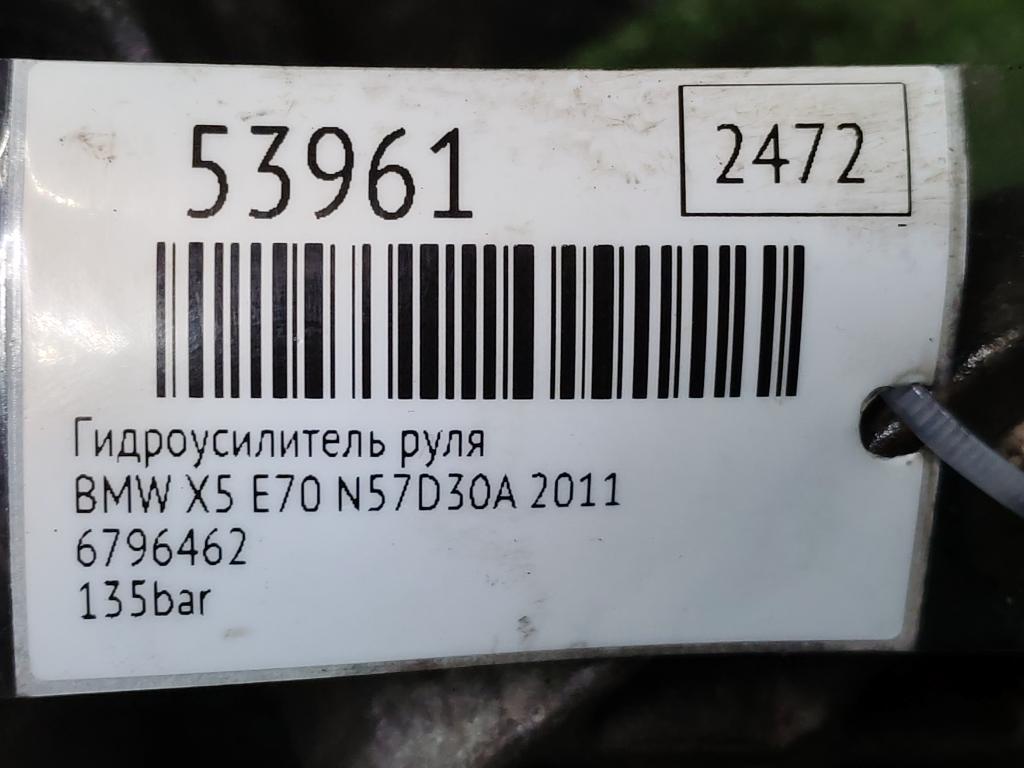 53961
2472
Гидроусилитель руля
BMW X5 E70 N57D30A 2011
6796462
135bar